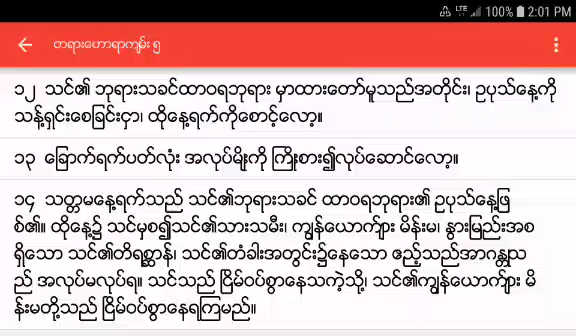 LTE 100% 2:01 PM
တရားဟောရာကျမ်း ၅
၁၂ သင်၏ ဘုရားသခင်ထာဝရဘုရား မှာထားတော်မူသည်အတိုင်း၊ ဥပုသ်နေ့ကို
သန့်ရှင်းစေခြင်းငှာ၊ ထိုနေ့ရက်ကိုစောင့်လော့။
၁၃ ခြောက်ရက်ပတ်လုံး အလုပ်မျိုးကို ကြိုးစား၍လုပ်ဆောင်လော့။
၁၄ သတ္တမနေ့ရက်သည် သင်၏ဘုရားသခင် ထာဝရဘုရား၏ ဥပုသ်နေ့ဖြ
စ်၏။ ထိုနေ့၌ သင်မှစ၍သင်၏သားသမီး၊ ကျွန်ယောက်ျား မိန်းမ၊ နွားမြည်းအစ
ရှိသော သင်၏တိရစ္ဆာန်၊ သင်၏တံခါးအတွင်း၌နေသော ဧည့်သည်အာဂန္တုသ
ည် အလုပ်မလုပ်ရ။ သင်သည် ငြိမ်ဝပ်စွာနေသကဲ့သို့၊ သင်၏ကျွန်ယောက်ျား မိ
န်းမတို့သည် ငြိမ်ဝပ်စွာနေရကြမည်။